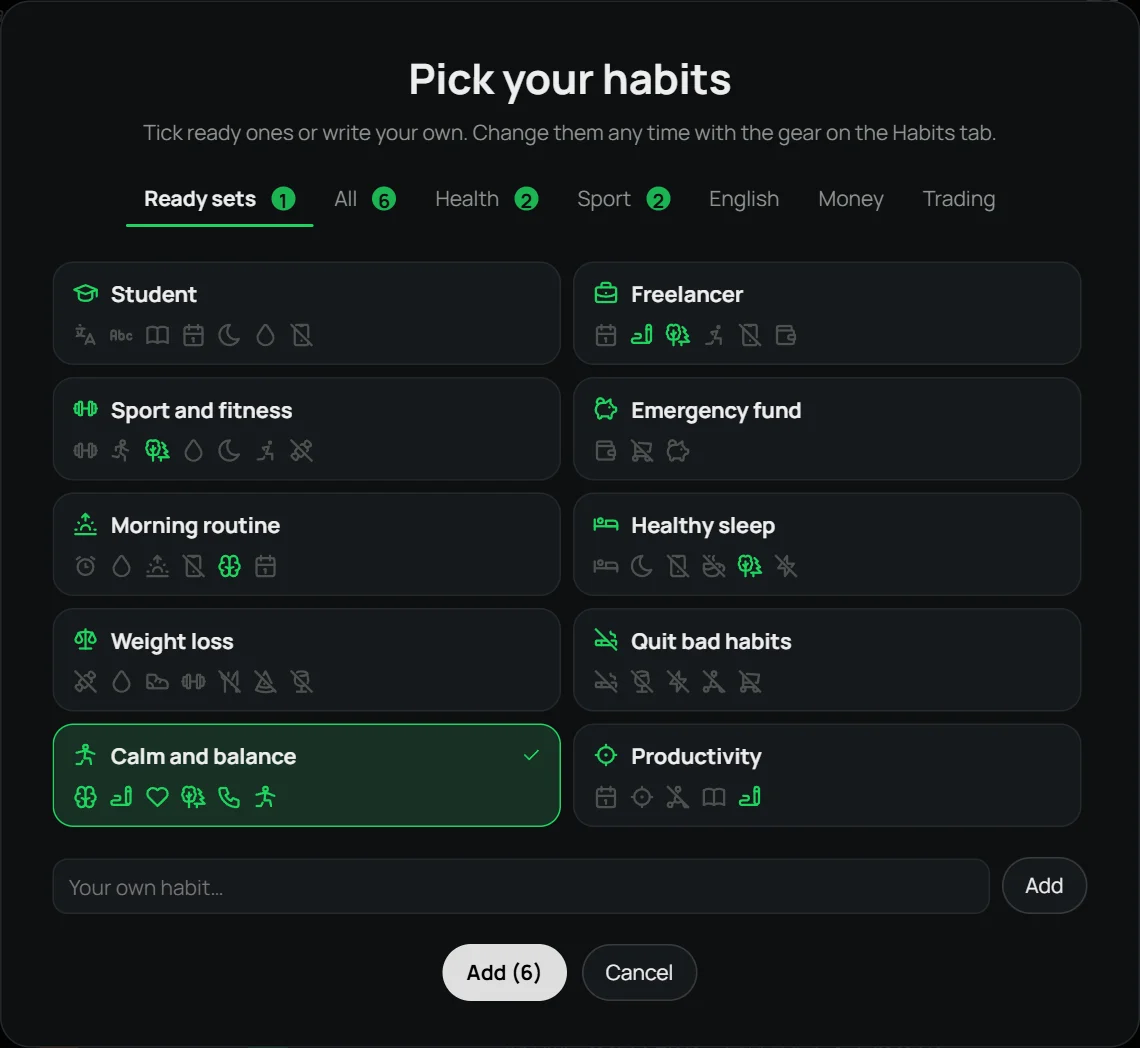 Pick your habits
Tick ready ones or write your own. Change them any time with the gear on the Habits tab.
Ready sets 1 All 6 Health 2 Sport 2 English Money Trading
Student
Abc
Freelancer
Sport and fitness
Emergency fund
Morning routine
Healthy sleep
Weight loss
Quit bad habits
Calm and balance
Productivity
Your own habit...
Add
Add (6)
Cancel